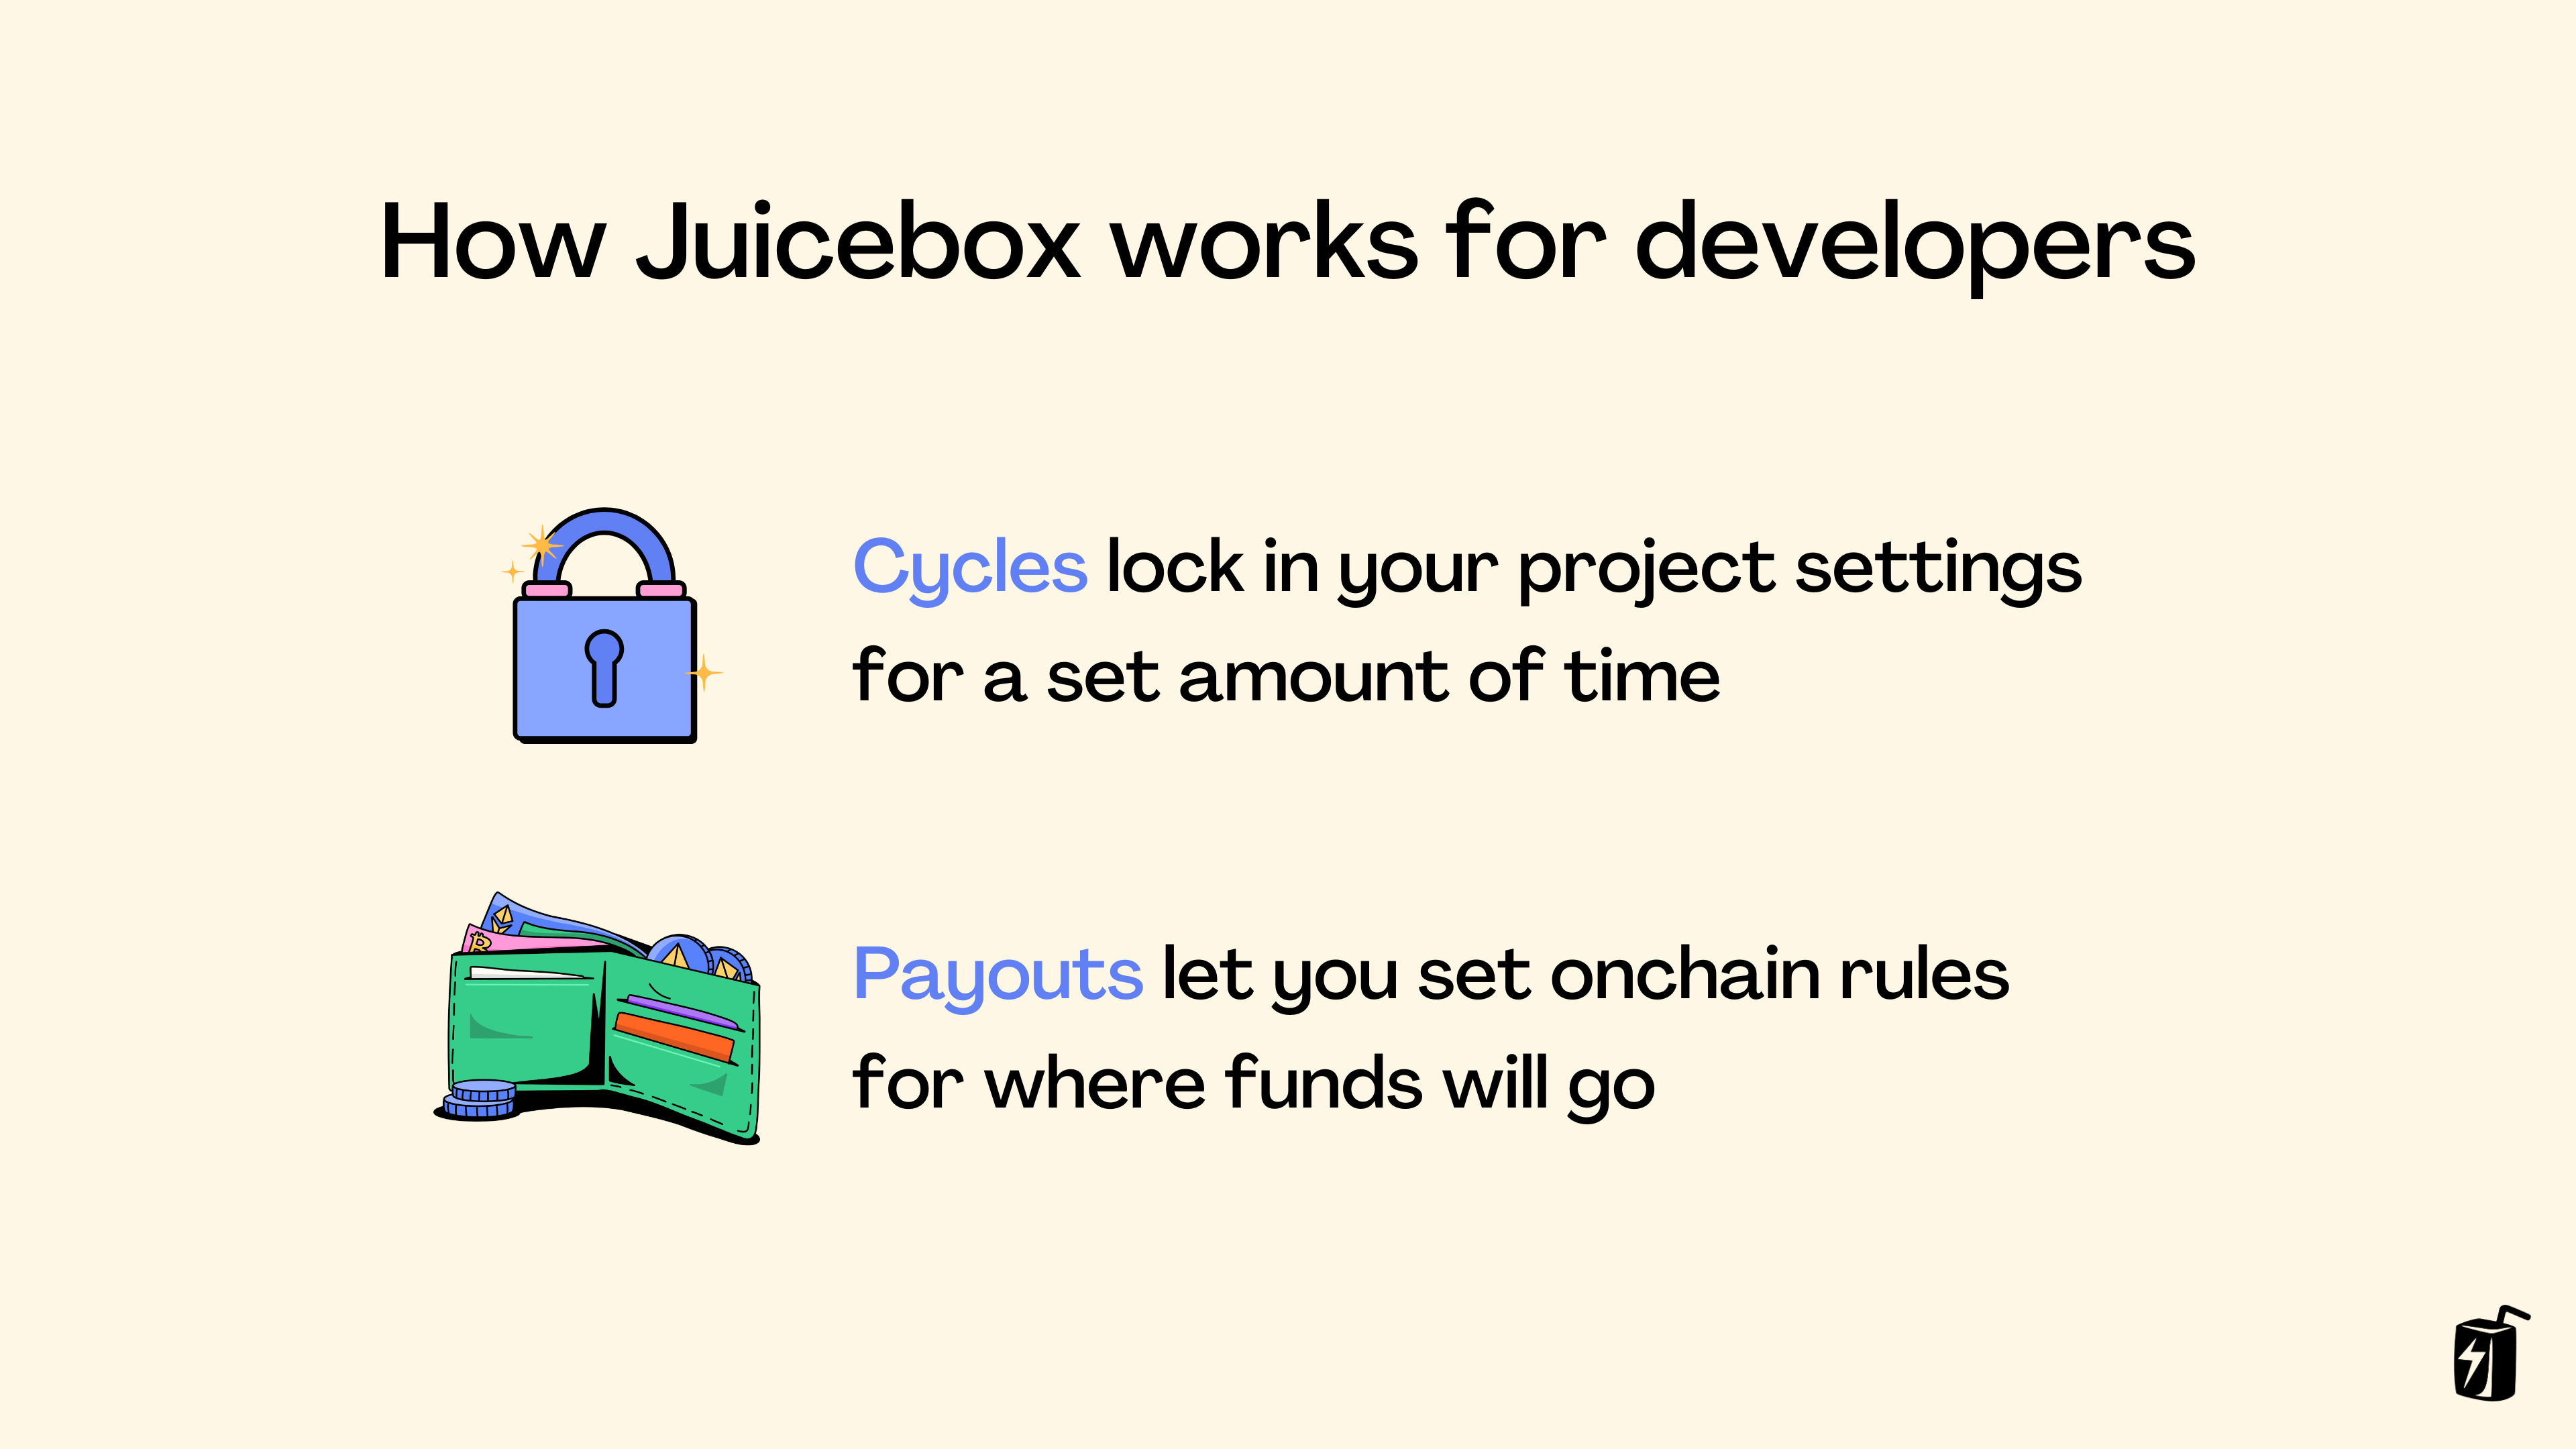 How Juicebox works for developers
Cycles lock in your project settings
for a set amount of time
Payouts let you set onchain rules
for where funds will go